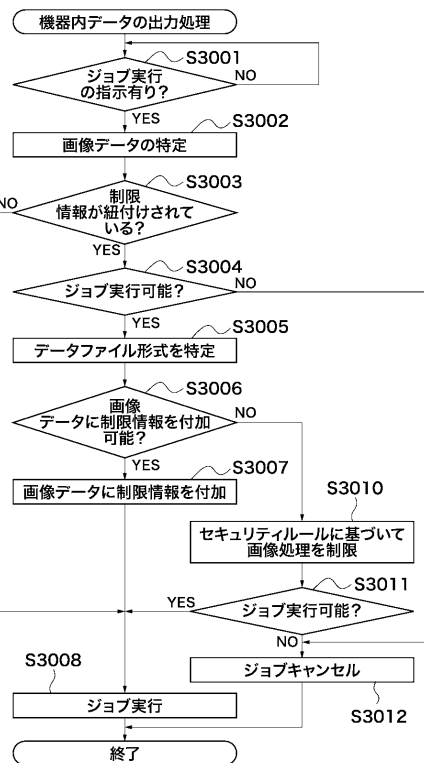 機器内データの出力処理
S3001
ジョブ実行
の指示有り?
NO
YES
S3002
画像データの特定
S3003
制限
情報が紐付けされて
いる?
NO
YES
S3004
ジョブ実行可能?
NO
YES
S3005
データファイル形式を特定
S3006
画像
データに制限情報を付加
可能?
NO
YES
S3007
画像データに制限情報を付加
S3010
セキュリティルールに基づいて
画像処理を制限
S3011
ジョブ実行可能?
YES
NO
ジョブキャンセル
S3012
S3008
ジョブ実行
終了